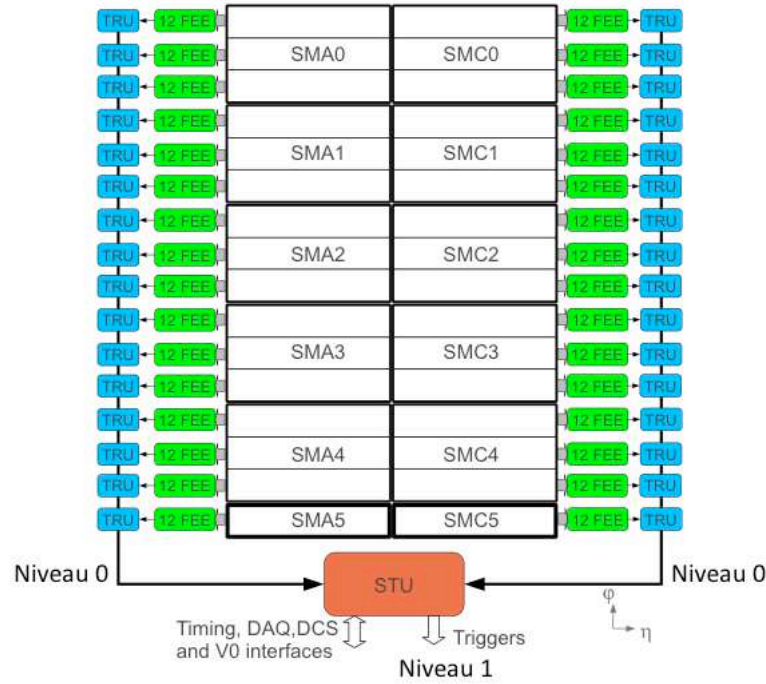 TRU 12 FEE 12 FEE TRU
TRU 12 FEE SMA0 SMC0 12 FEE TRU
TRU 12 FEE 12 FEE TRU
TRU 12 FEE 12 FEE TRU
TRU 12 FEE SMA1 SMC1 12 FEE TRU
TRU 12 FEE 12 FEE TRU
TRU 12 FEE 12 FEE TRU
TRU 12 FEE SMA2 SMC2 12 FEE TRU
TRU 12 FEE 12 FEE TRU
TRU 12 FEE 12 FEE TRU
TRU 12 FEE SMA3 SMC3 12 FEE TRU
TRU 12 FEE 12 FEE TRU
TRU 12 FEE 12 FEE TRU
TRU 12 FEE SMA4 SMC4 12 FEE TRU
TRU 12 FEE 12 FEE TRU
TRU 12 FEE SMA5 SMC5 12 FEE TRU
Niveau 0 STU Niveau 0
φ
η
Timing, DAQ,DCS
and V0 interfaces
Triggers
Niveau 1